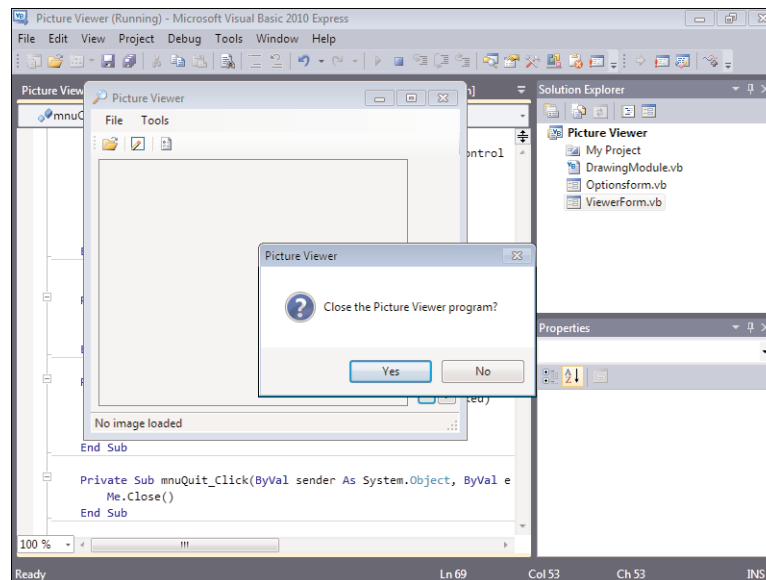 Picture Viewer (Running) - Microsoft Visual Basic 2010 Express
File Edit View Project Debug Tools Window Help
Picture View
Solution Explorer
mnuQ
Picture Viewer
File Tools
ontrol
Picture Viewer
My Project
DrawingModule.vb
Optionsform.vb
ViewerForm.vb
Picture Viewer
Close the Picture Viewer program?
Properties
Yes No
No image loaded
End Sub
Private Sub mnuQuit_Click(ByVal sender As System.Object, ByVal e
Me.Close()
End Sub
100 %
Ready Ln 69 Col 53 Ch 53 INS